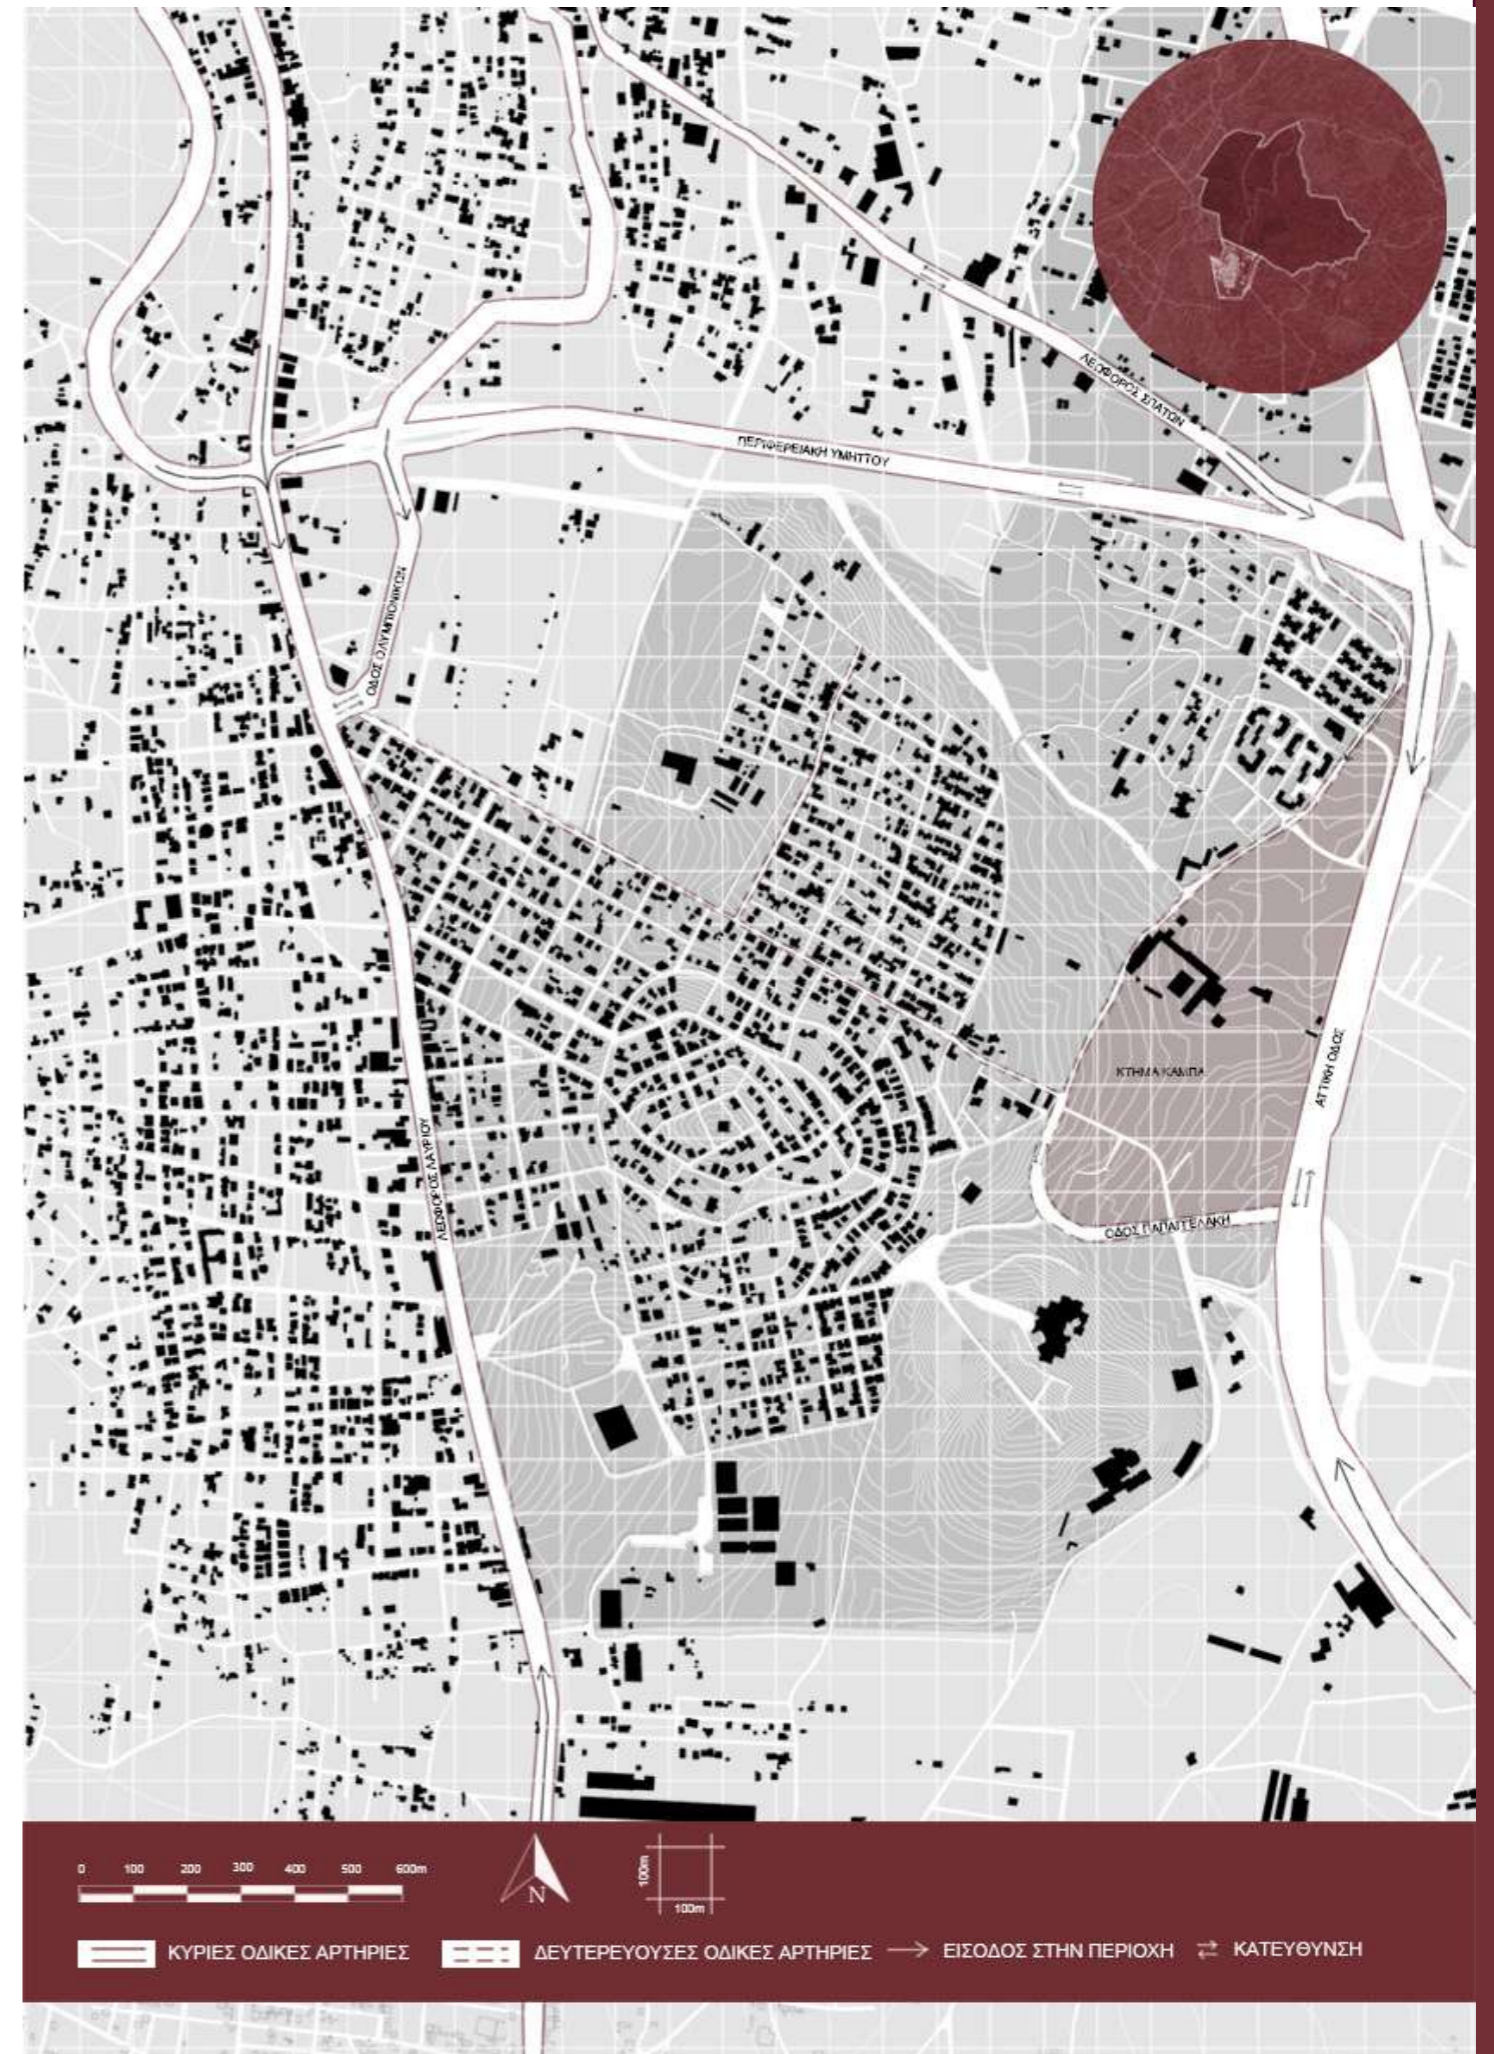 ΛΕΩΦΟΡΟΣ ΣΠΑΤΩΝ
ΠΕΡΙΦΕΡΕΙΑΚΗ ΥΜΗΤΤΟΥ
ΟΔΟΣ ΟΛΥΜΠΙΟΝΙΚΩΝ
ΑΤΤΙΚΗ ΟΔΟΣ
ΚΤΗΜΑ ΚΑΜΠΑ
ΛΕΩΦΟΡΟΣ ΛΑΥΡΙΟΥ
ΟΔΟΣ ΠΑΠΑΓΓΕΛΑΚΗ
0 100 200 300 400 500 600m
N
100m
100m
ΚΥΡΙΕΣ ΟΔΙΚΕΣ ΑΡΤΗΡΙΕΣ
ΔΕΥΤΕΡΕΥΟΥΣΕΣ ΟΔΙΚΕΣ ΑΡΤΗΡΙΕΣ
ΕΙΣΟΔΟΣ ΣΤΗΝ ΠΕΡΙΟΧΗ
ΚΑΤΕΥΘΥΝΣΗ